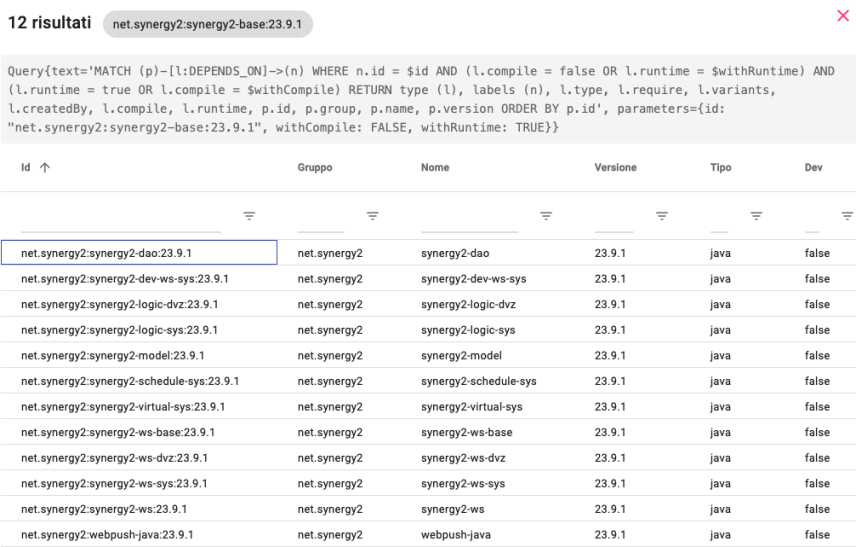 12 risultati net.synergy2:synergy2-base:23.9.1
Query{text='MATCH (p)-[l:DEPENDS_ON]->(n) WHERE n.id = $id AND (l.compile = false OR l.runtime = $withRuntime) AND
(l.runtime = true OR l.compile = $withCompile) RETURN type (l), labels (n), l.type, l.require, l.variants,
l.createdBy, l.compile, l.runtime, p.id, p.group, p.name, p.version ORDER BY p.id', parameters={id:
"net.synergy2:synergy2-base:23.9.1", withCompile: FALSE, withRuntime: TRUE}}
Id Gruppo Nome Versione Tipo Dev
net.synergy2:synergy2-dao:23.9.1 net.synergy2 synergy2-dao 23.9.1 java false
net.synergy2:synergy2-dev-ws-sys:23.9.1 net.synergy2 synergy2-dev-ws-sys 23.9.1 java false
net.synergy2:synergy2-logic-dvz:23.9.1 net.synergy2 synergy2-logic-dvz 23.9.1 java false
net.synergy2:synergy2-logic-sys:23.9.1 net.synergy2 synergy2-logic-sys 23.9.1 java false
net.synergy2:synergy2-model:23.9.1 net.synergy2 synergy2-model 23.9.1 java false
net.synergy2:synergy2-schedule-sys:23.9.1 net.synergy2 synergy2-schedule-sys 23.9.1 java false
net.synergy2:synergy2-virtual-sys:23.9.1 net.synergy2 synergy2-virtual-sys 23.9.1 java false
net.synergy2:synergy2-ws-base:23.9.1 net.synergy2 synergy2-ws-base 23.9.1 java false
net.synergy2:synergy2-ws-dvz:23.9.1 net.synergy2 synergy2-ws-dvz 23.9.1 java false
net.synergy2:synergy2-ws-sys:23.9.1 net.synergy2 synergy2-ws-sys 23.9.1 java false
net.synergy2:synergy2-ws:23.9.1 net.synergy2 synergy2-ws 23.9.1 java false
net.synergy2:webpush-java:23.9.1 net.synergy2 webpush-java 23.9.1 java false